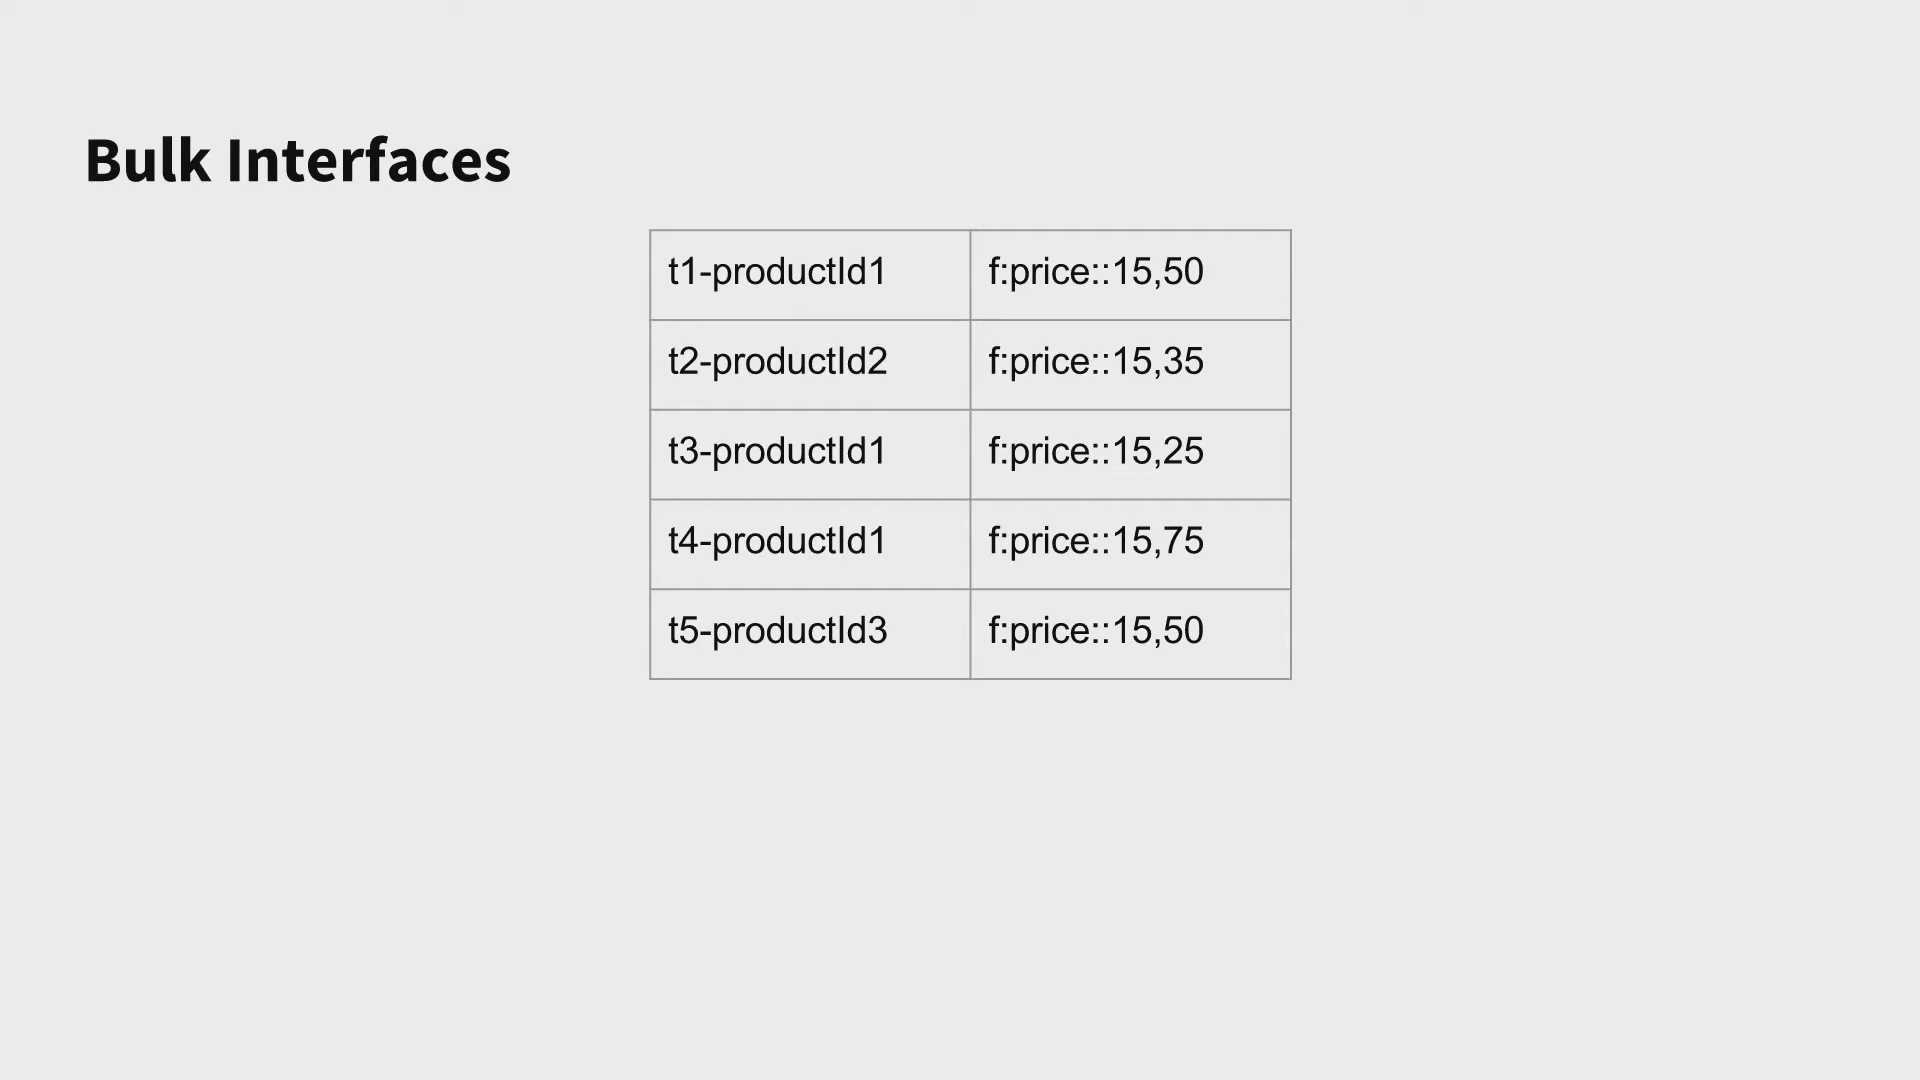 Bulk Interfaces
t1-productId1 f:price::15,50
t2-productId2 f:price::15,35
t3-productId1 f:price::15,25
t4-productId1 f:price::15,75
t5-productId3 f:price::15,50